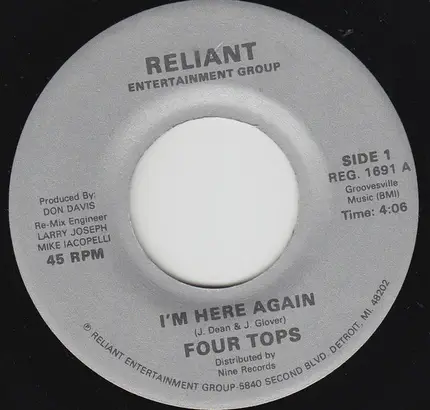 RELIANT
ENTERTAINMENT GROUP
SIDE 1
REG. 1691 A
Groovesville
Music (BMI)
Time: 4:06
Produced By:
DON DAVIS
Re-Mix Engineer
LARRY JOSEPH
MIKE IACOPELLI
45 RPM
I'M HERE AGAIN
(J. Dean & J. Glover)
FOUR TOPS
Distributed by
Nine Records
℗ RELIANT ENTERTAINMENT GROUP·5840 SECOND BLVD·DETROIT, MI. 48202